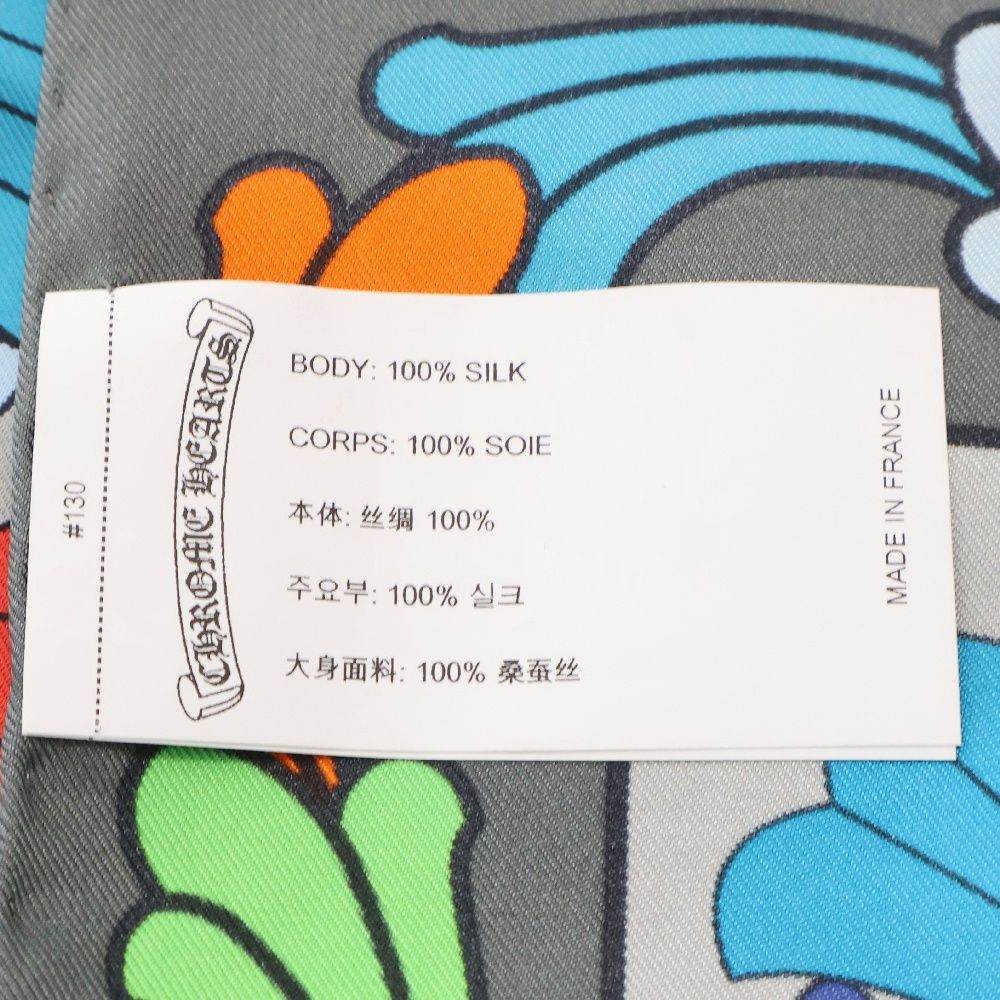 #130
CHROME HEARTS
BODY: 100% SILK
CORPS: 100% SOIE
本体: 丝绸 100%
주요부: 100% 실크
大身面料: 100% 桑蚕丝
MADE IN FRANCE